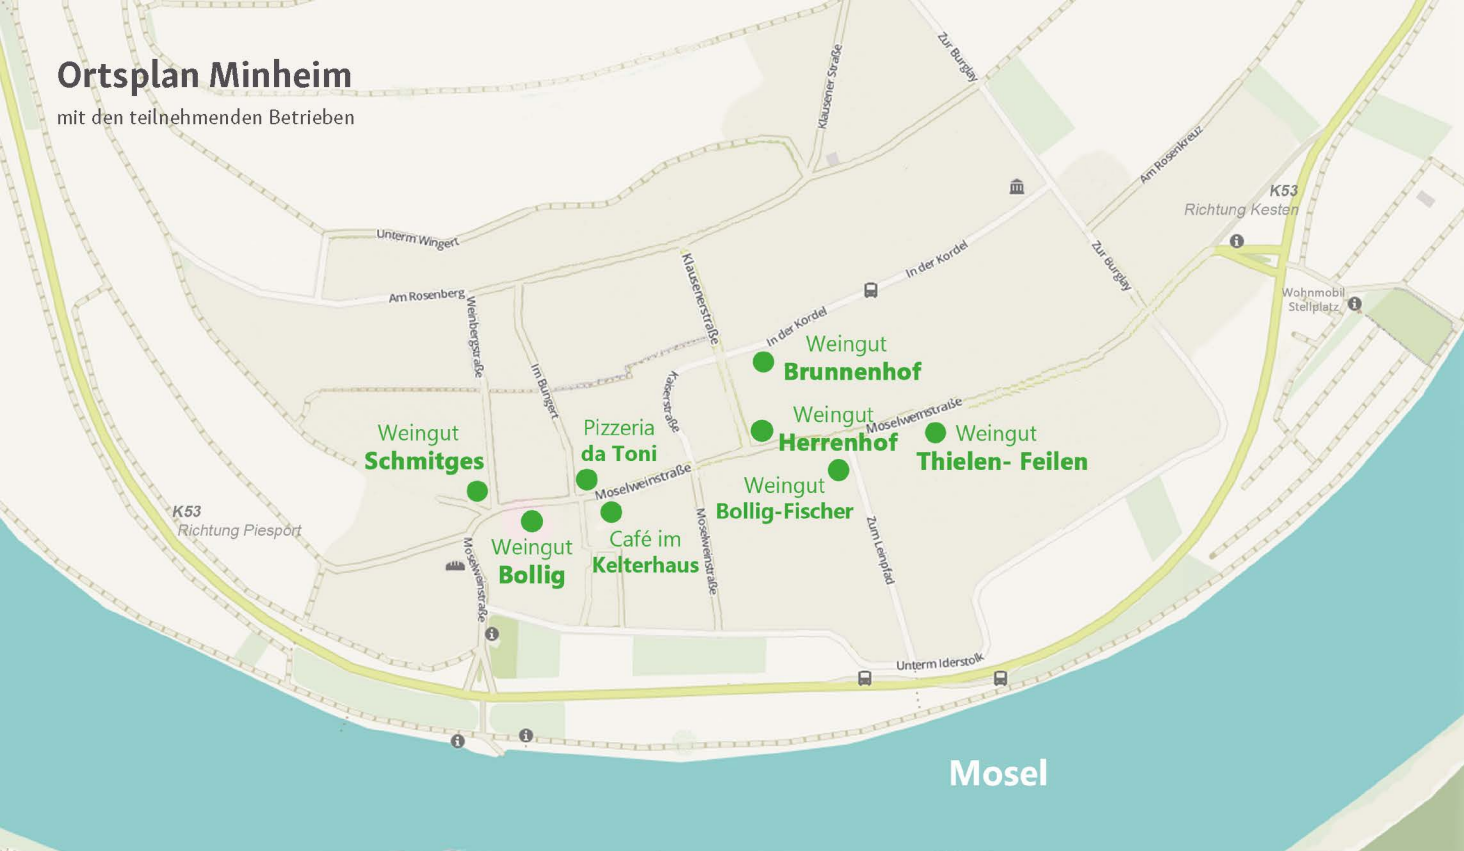 Ortsplan Minheim
mit den teilnehmenden Betrieben
Zur Burglay
Klausener Straße
Am Rosenkreuz
K53
Richtung Kesten
Unterm Wingert
Klausenerstraße
In der Kordel
Zur Burglay
Am Rosenberg
Weinbergstraße
In der Kordel
Wohnmobil
Stellplatz
Weingut
Brunnenhof
Im Bungert
Kaiserstraße
Weingut
Herrenhof
Moselweinstraße
Weingut
Thielen- Feilen
Weingut
Schmitges
Pizzeria
da Toni
Moselweinstraße
Weingut
Bollig-Fischer
K53
Richtung Piesport
Weingut
Bollig
Café im
Kelterhaus
Moselweinstraße
Moselweinstraße
Zum Leinpfad
Unterm Iderstolk
Mosel